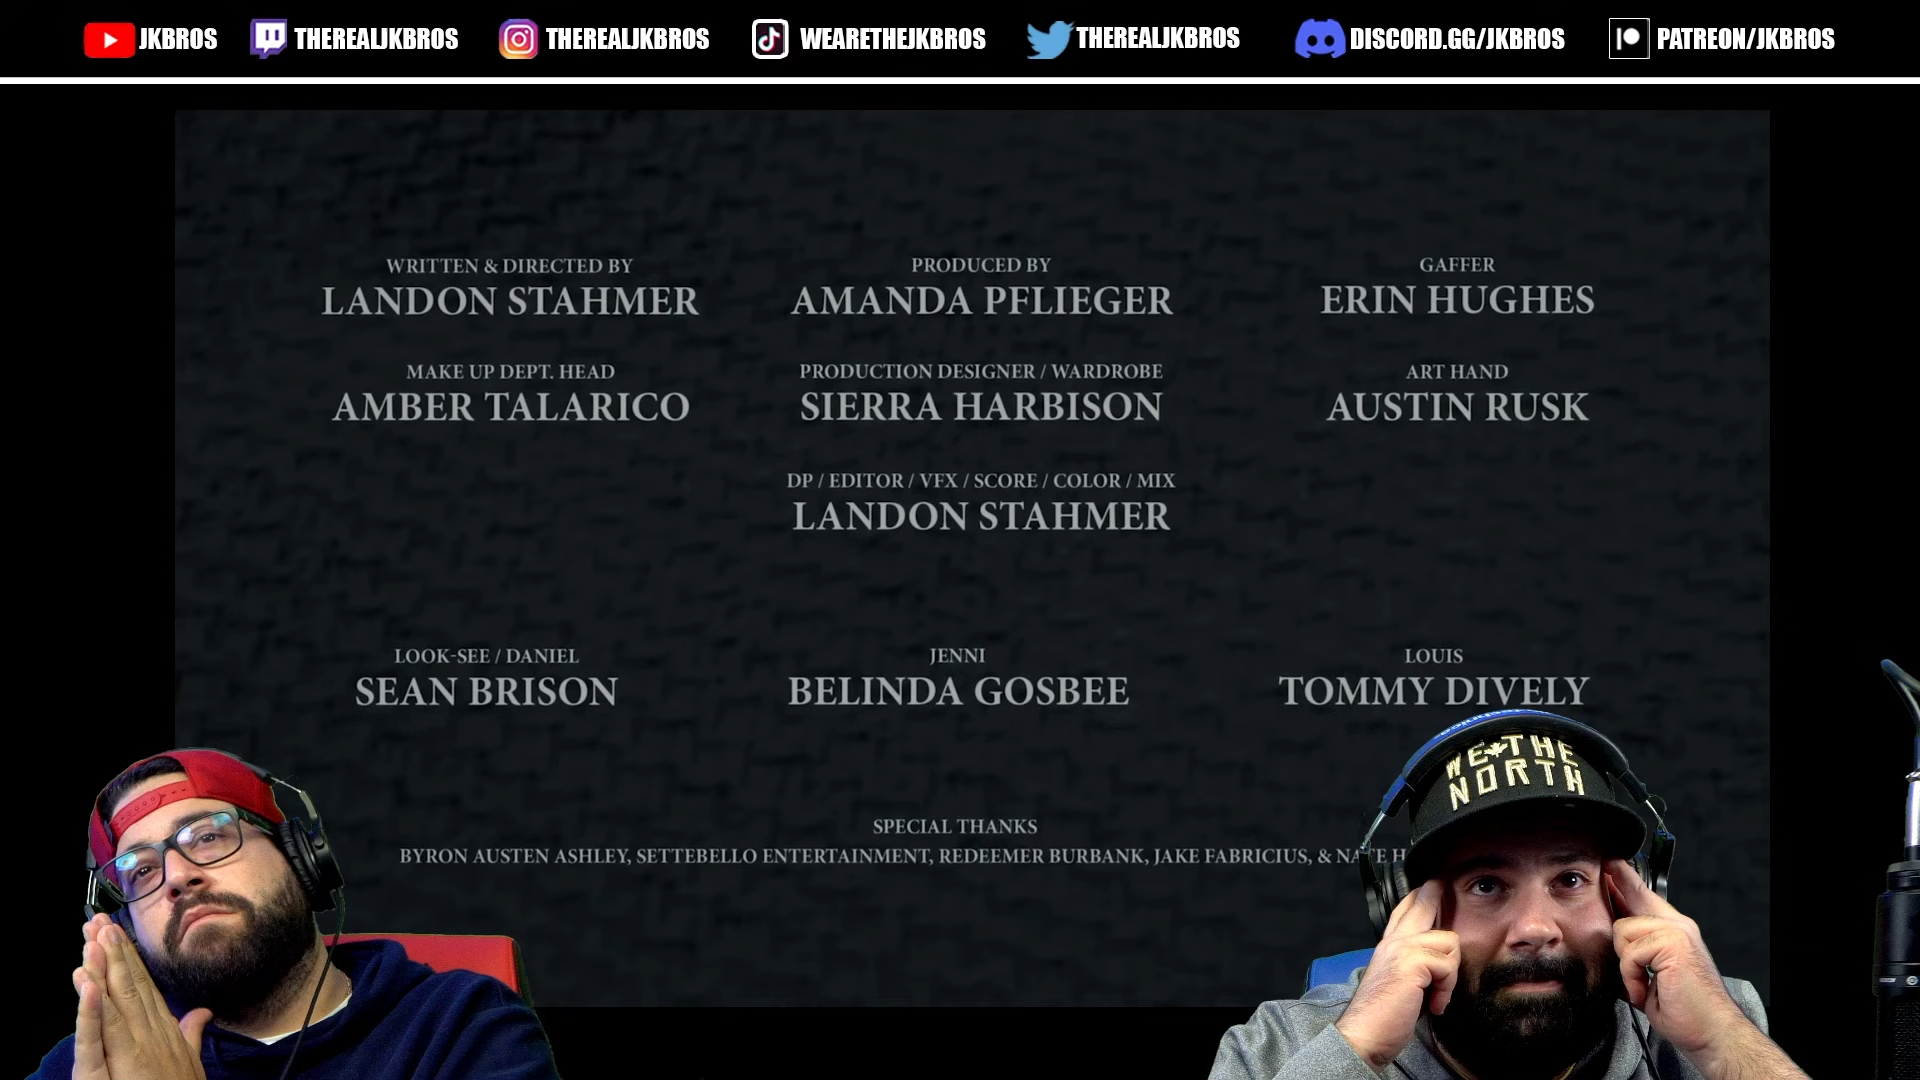 JKBROS THEREALJKBROS THEREALJKBROS WEARETHEJKBROS THEREALJKBROS DISCORD.GG/JKBROS PATREON/JKBROS
WRITTEN & DIRECTED BY PRODUCED BY GAFFER
LANDON STAHMER AMANDA PFLIEGER ERIN HUGHES
MAKE UP DEPT. HEAD PRODUCTION DESIGNER / WARDROBE ART HAND
AMBER TALARICO SIERRA HARBISON AUSTIN RUSK
DP / EDITOR / VFX / SCORE / COLOR / MIX
LANDON STAHMER
LOOK-SEE / DANIEL JENNI LOUIS
SEAN BRISON BELINDA GOSBEE TOMMY DIVELY
SPECIAL THANKS
BYRON AUSTEN ASHLEY, SETTEBELLO ENTERTAINMENT, REDEEMER BURBANK, JAKE FABRICIUS, & NATE
WE THE
NORTH